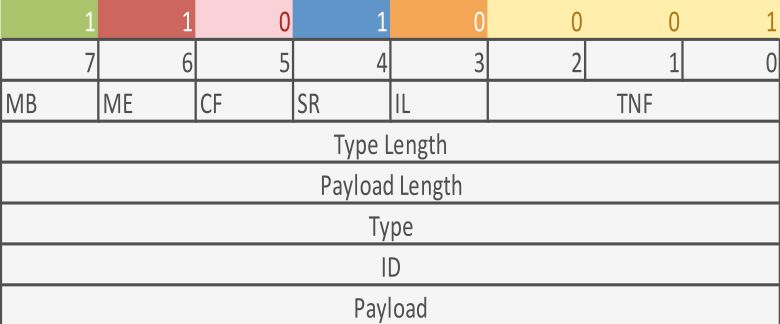 1 1 0 1 0 0 0 1
7 6 5 4 3 2 1 0
MB ME CF SR IL TNF
Type Length
Payload Length
Type
ID
Payload